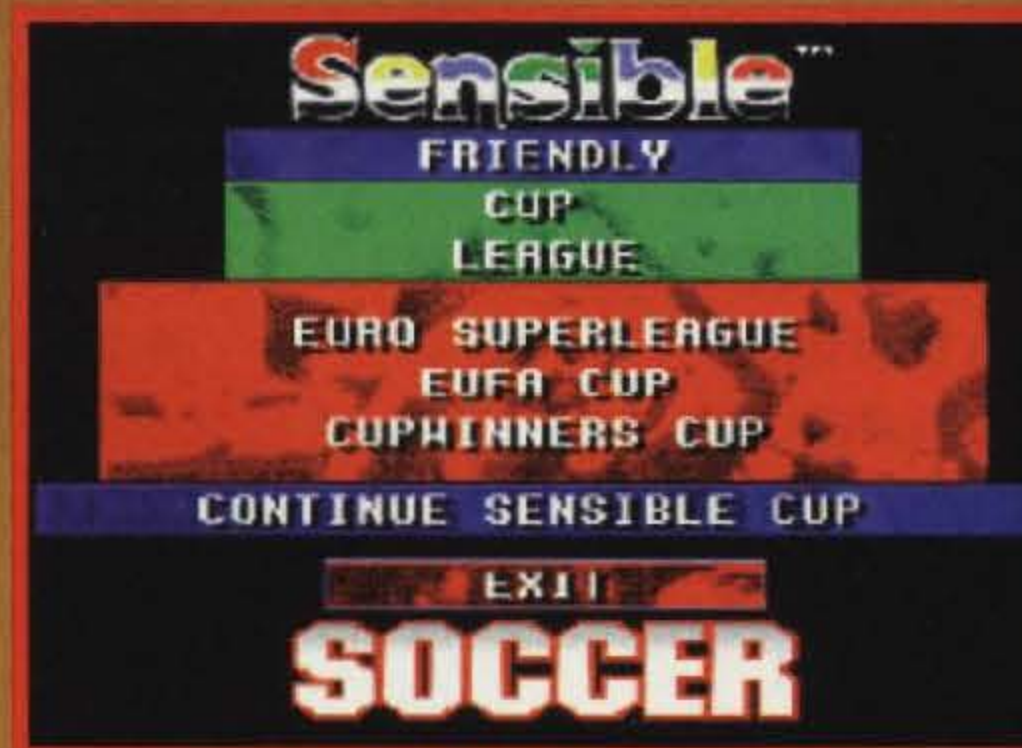 Sensible™
FRIENDLY
CUP
LEAGUE
EURO SUPERLEAGUE
EUFA CUP
CUPWINNERS CUP
CONTINUE SENSIBLE CUP
EXIT
SOCCER